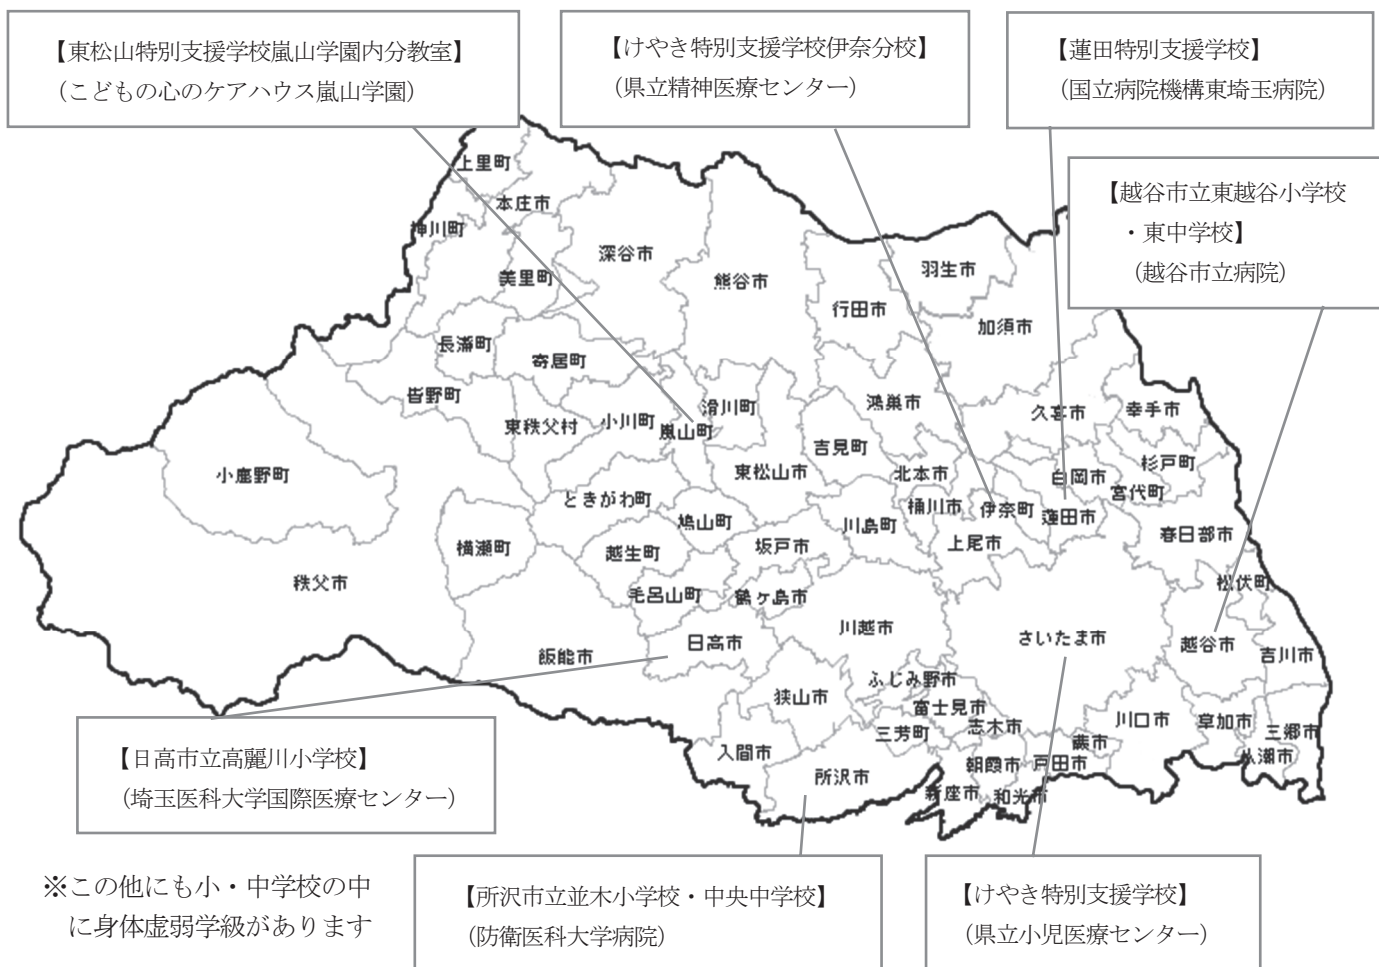 【東松山特別支援学校嵐山学園内分教室】
（こどもの心のケアハウス嵐山学園）
【けやき特別支援学校伊奈分校】
（県立精神医療センター）
【蓮田特別支援学校】
（国立病院機構東埼玉病院）
【越谷市立東越谷小学校
・東中学校】
（越谷市立病院）
上里町
本庄市
神川町
深谷市
美里町
熊谷市
羽生市
行田市
加須市
長瀞町
寄居町
皆野町
東秩父村
小川町
嵐山町
滑川町
鴻巣市
久喜市
幸手市
吉見町
小鹿野町
東松山市
北本市
白岡市
杉戸町
宮代町
ときがわ町
桶川市
伊奈町
蓮田市
鳩山町
川島町
横瀬町
越生町
坂戸市
上尾市
春日部市
秩父市
毛呂山町
鶴ヶ島市
松伏町
川越市
さいたま市
日高市
越谷市
飯能市
吉川市
ふじみ野市
狭山市
富士見市
志木市
川口市
草加市
三郷市
三芳町
蕨市
入間市
朝霞市
戸田市
八潮市
所沢市
新座市
和光市
【日高市立高麗川小学校】
（埼玉医科大学国際医療センター）
※この他にも小・中学校の中
に身体虚弱学級があります
【所沢市立並木小学校・中央中学校】
（防衛医科大学病院）
【けやき特別支援学校】
（県立小児医療センター）